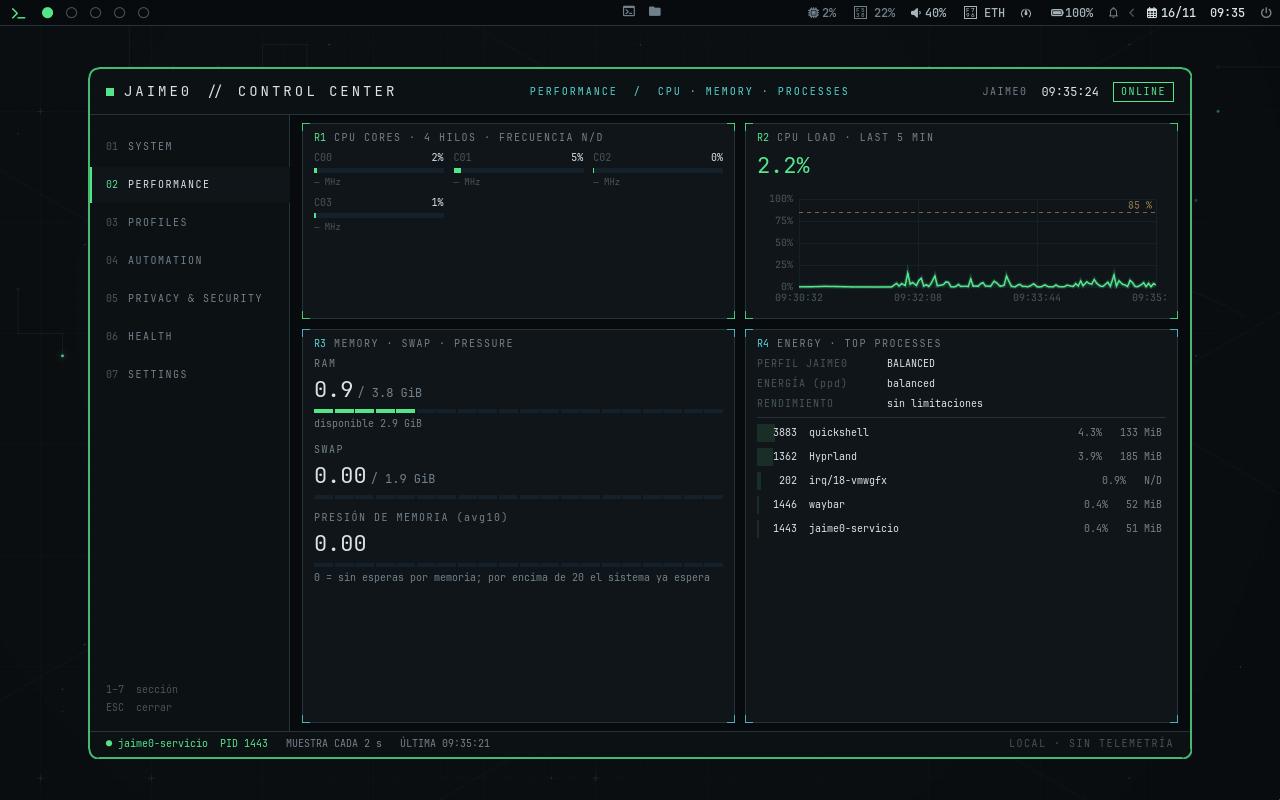 2% 22% 40% ETH 100% 16/11 09:35
JAIME0 // CONTROL CENTER
PERFORMANCE / CPU · MEMORY · PROCESSES
JAIME0 09:35:24 ONLINE
01 SYSTEM
02 PERFORMANCE
03 PROFILES
04 AUTOMATION
05 PRIVACY & SECURITY
06 HEALTH
07 SETTINGS
1-7 sección
ESC cerrar
R1 CPU CORES · 4 HILOS · FRECUENCIA N/D
C00 2% C01 5% C02 0%
— MHz — MHz — MHz
C03 1%
— MHz
R2 CPU LOAD · LAST 5 MIN
2.2%
100%
85 %
75%
50%
25%
0%
09:30:32 09:32:08 09:33:44 09:35:
R3 MEMORY · SWAP · PRESSURE
RAM
0.9 / 3.8 GiB
disponible 2.9 GiB
SWAP
0.00 / 1.9 GiB
PRESIÓN DE MEMORIA (avg10)
0.00
0 = sin esperas por memoria; por encima de 20 el sistema ya espera
R4 ENERGY · TOP PROCESSES
PERFIL JAIME0 BALANCED
ENERGÍA (ppd) balanced
RENDIMIENTO sin limitaciones
3883 quickshell 4.3% 133 MiB
1362 Hyprland 3.9% 185 MiB
202 irq/18-vmwgfx 0.9% N/D
1446 waybar 0.4% 52 MiB
1443 jaime0-servicio 0.4% 51 MiB
jaime0-servicio PID 1443 MUESTRA CADA 2 s ÚLTIMA 09:35:21
LOCAL · SIN TELEMETRÍA